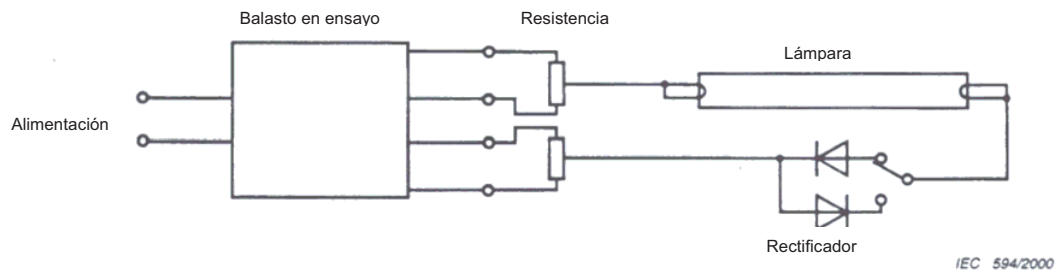 Balasto en ensayo
Resistencia
Lámpara
Alimentación
Rectificador
IEC 594/2000